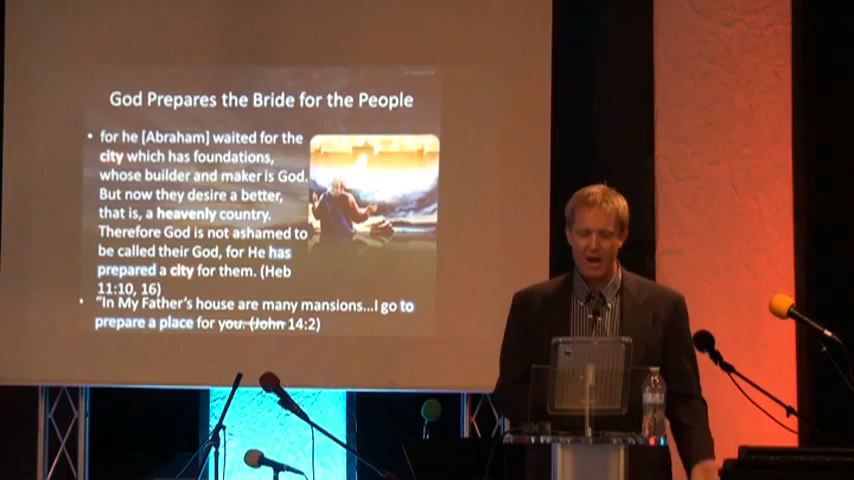 God Prepares the Bride for the People
• for he [Abraham] waited for the
city which has foundations,
whose builder and maker is God.
But now they desire a better,
that is, a heavenly country.
Therefore God is not ashamed to
be called their God, for He has
prepared a city for them. (Heb
11:10, 16)
• "In My Father's house are many mansions...I go to
prepare a place for you. (John 14:2)